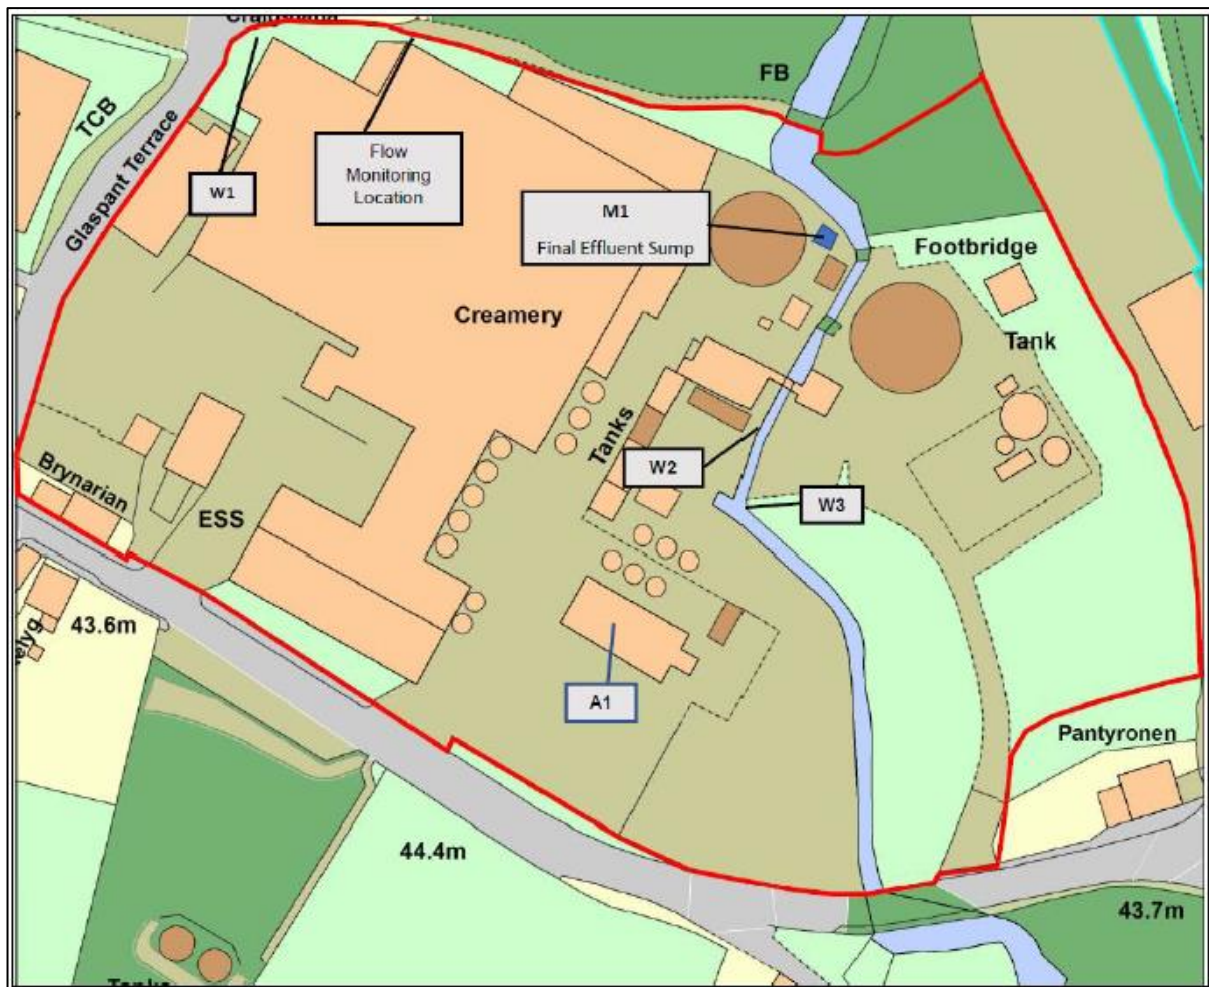 FB
TCB
Glaspant Terrace
W1
Flow
Monitoring
Location
M1
Final Effluent Sump
Footbridge
Creamery
Tank
Tanks
W2
W3
Brynarian
ESS
43.6m
A1
Pantyronen
44.4m
43.7m